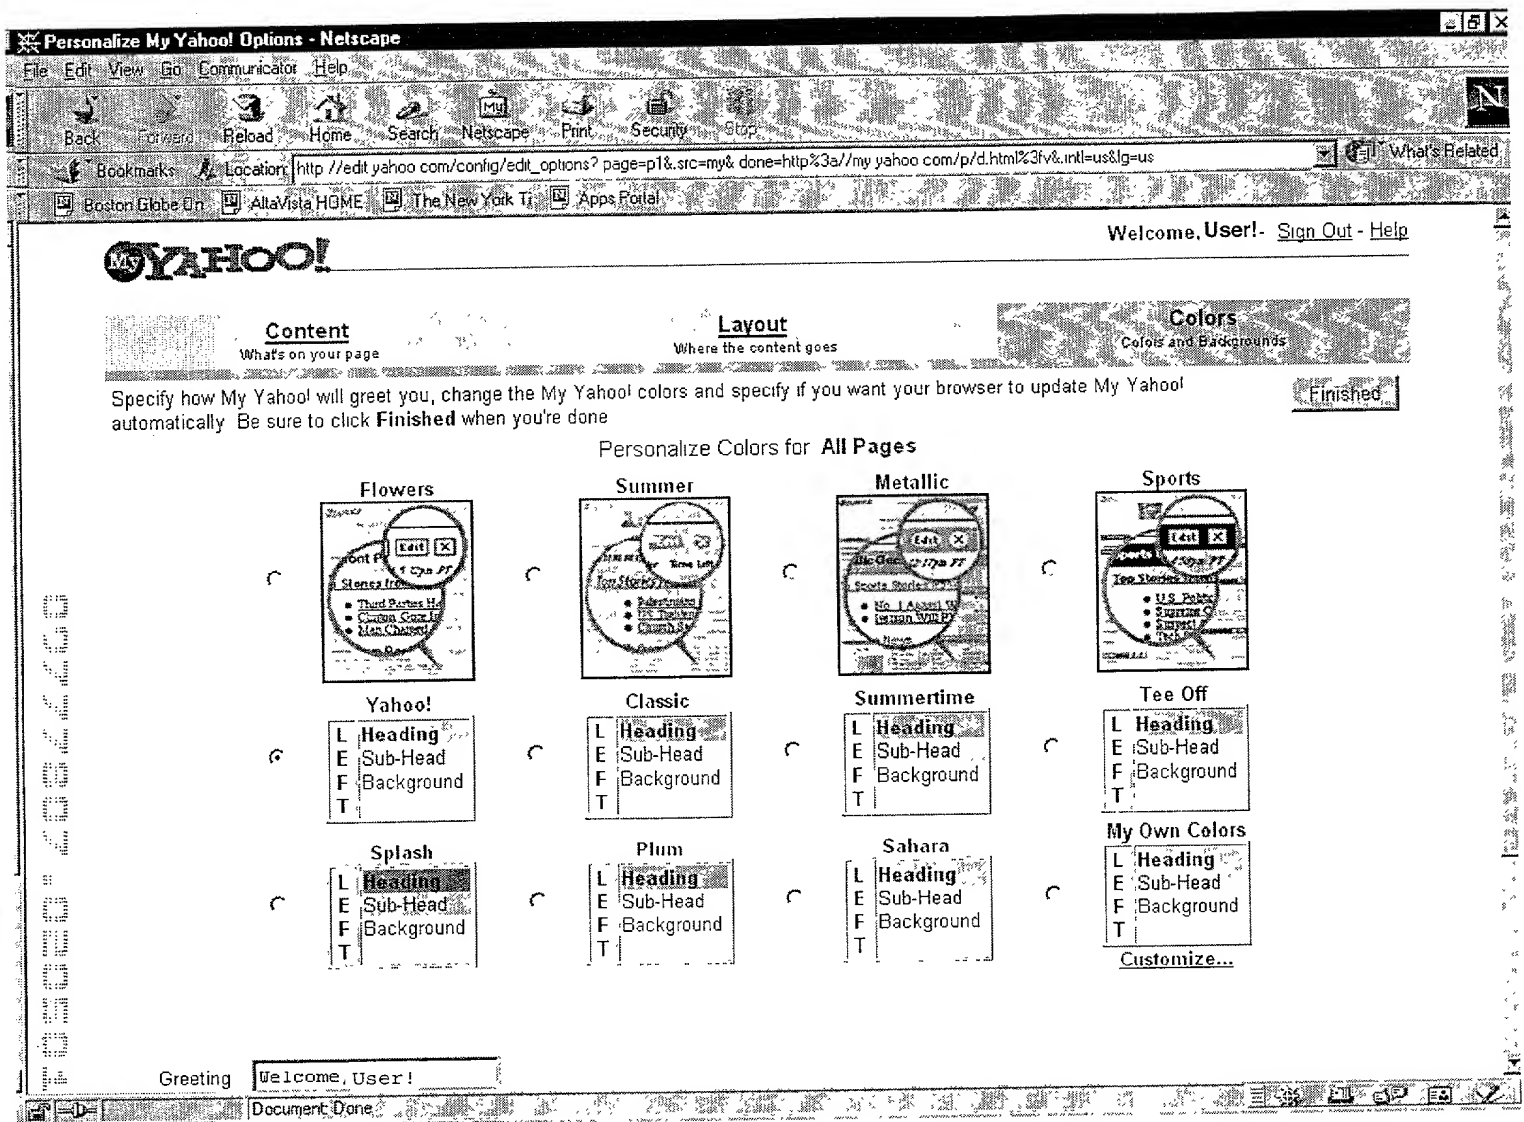 Personalize My Yahoo! Options - Netscape
File Edit View Go Communicator Help
Back Forward Reload Home Search Netscape Print Security Stop
Bookmarks Location: http //edit yahoo com/config/edit_options? page=p1&.src=my& done=http%3a//my yahoo com/p/d.html%3fv&.intl=us&lg=us What's Related
Boston Globe On AltaVista HOME The New York Ti Apps Portal
Welcome, User!- Sign Out - Help
My YAHOO!
Content Layout Colors
What's on your page Where the content goes Colors and Backgrounds
Specify how My Yahoo! will greet you, change the My Yahoo! colors and specify if you want your browser to update My Yahoo! Finished
automatically Be sure to click Finished when you're done
Personalize Colors for All Pages
Flowers Summer Metallic Sports
Edit X
Edit X
Edit X
Yahoo! Classic Summertime Tee Off
L Heading L Heading L Heading L Heading
E Sub-Head E Sub-Head E Sub-Head E Sub-Head
F Background F Background F Background F Background
T T T T
Splash Plum Sahara My Own Colors
L Heading L Heading L Heading L Heading
E Sub-Head E Sub-Head E Sub-Head E Sub-Head
F Background F Background F Background F Background
T T T T
Customize...
Greeting Welcome, User!
Document: Done